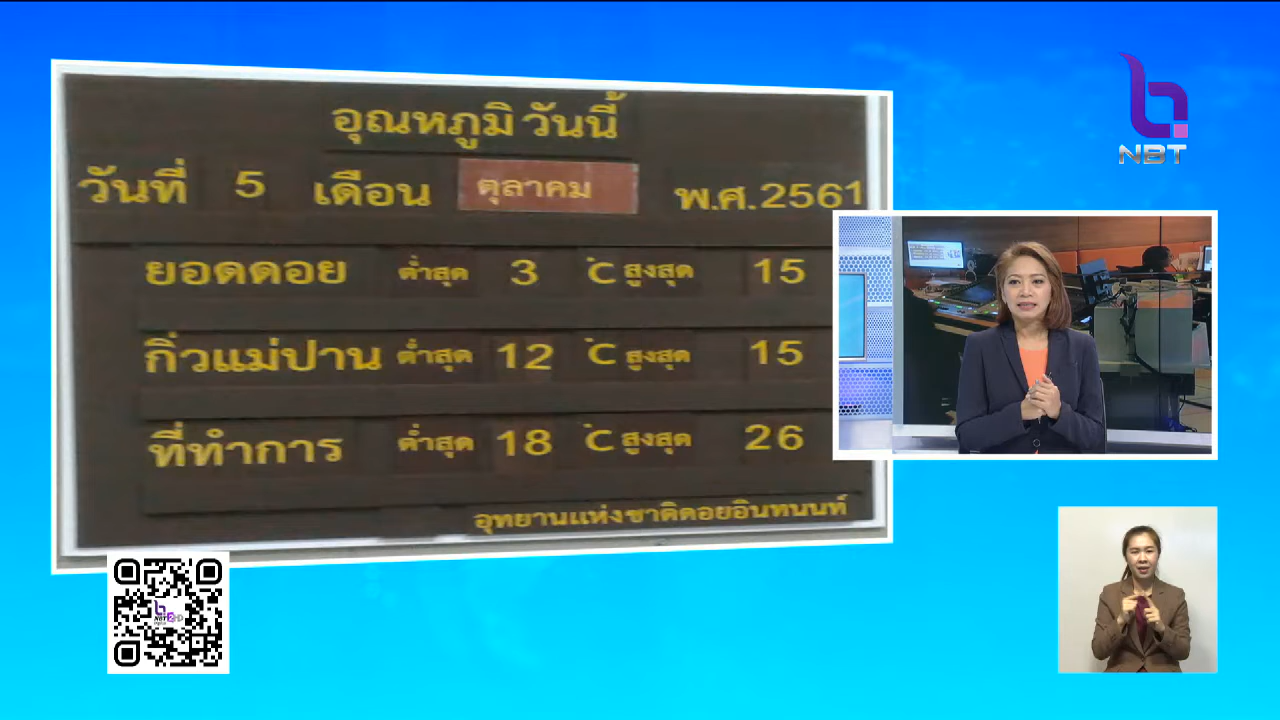 อุณหภูมิ วันนี้
วันที่ 5 เดือน ตุลาคม พ.ศ.2561
ยอดดอย ต่ำสุด 3 °C สูงสุด 15
กิ่วแม่ปาน ต่ำสุด 12 °C สูงสุด 15
ที่ทำการ ต่ำสุด 18 °C สูงสุด 26
อุทยานแห่งชาติดอยอินทนนท์
NBT
NBT 2HD